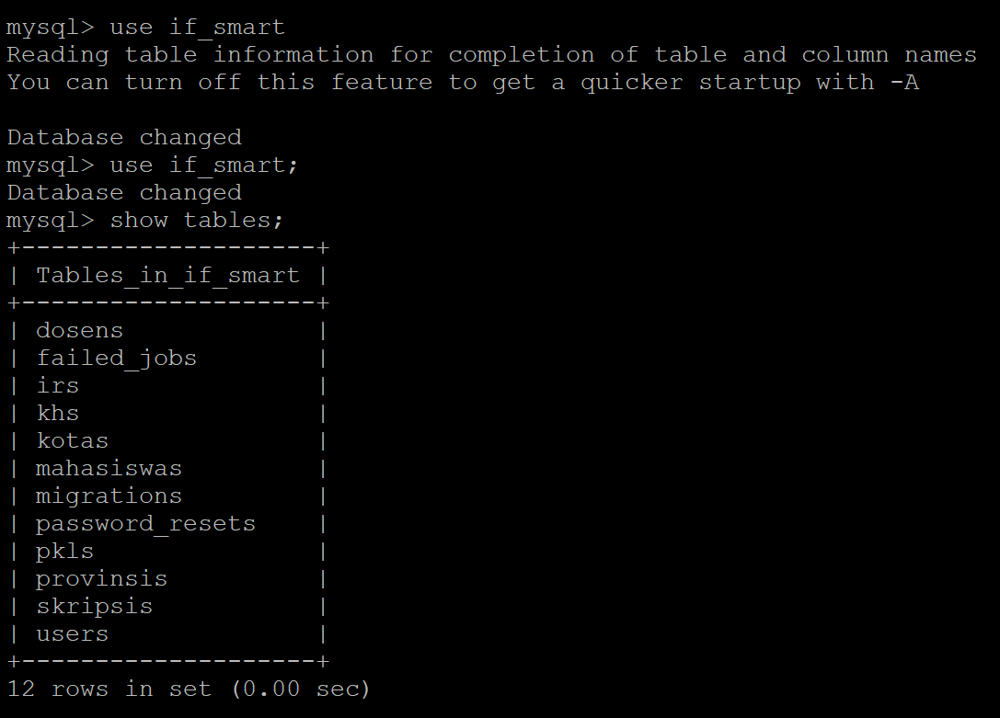 mysql> use if_smart
Reading table information for completion of table and column names
You can turn off this feature to get a quicker startup with -A
Database changed
mysql> use if_smart;
Database changed
mysql> show tables;
+--------------------+
| Tables_in_if_smart |
+--------------------+
| dosens             |
| failed_jobs        |
| irs                |
| khs                |
| kotas              |
| mahasiswas         |
| migrations         |
| password_resets    |
| pkls               |
| provinsis          |
| skripsis           |
| users              |
+--------------------+
12 rows in set (0.00 sec)